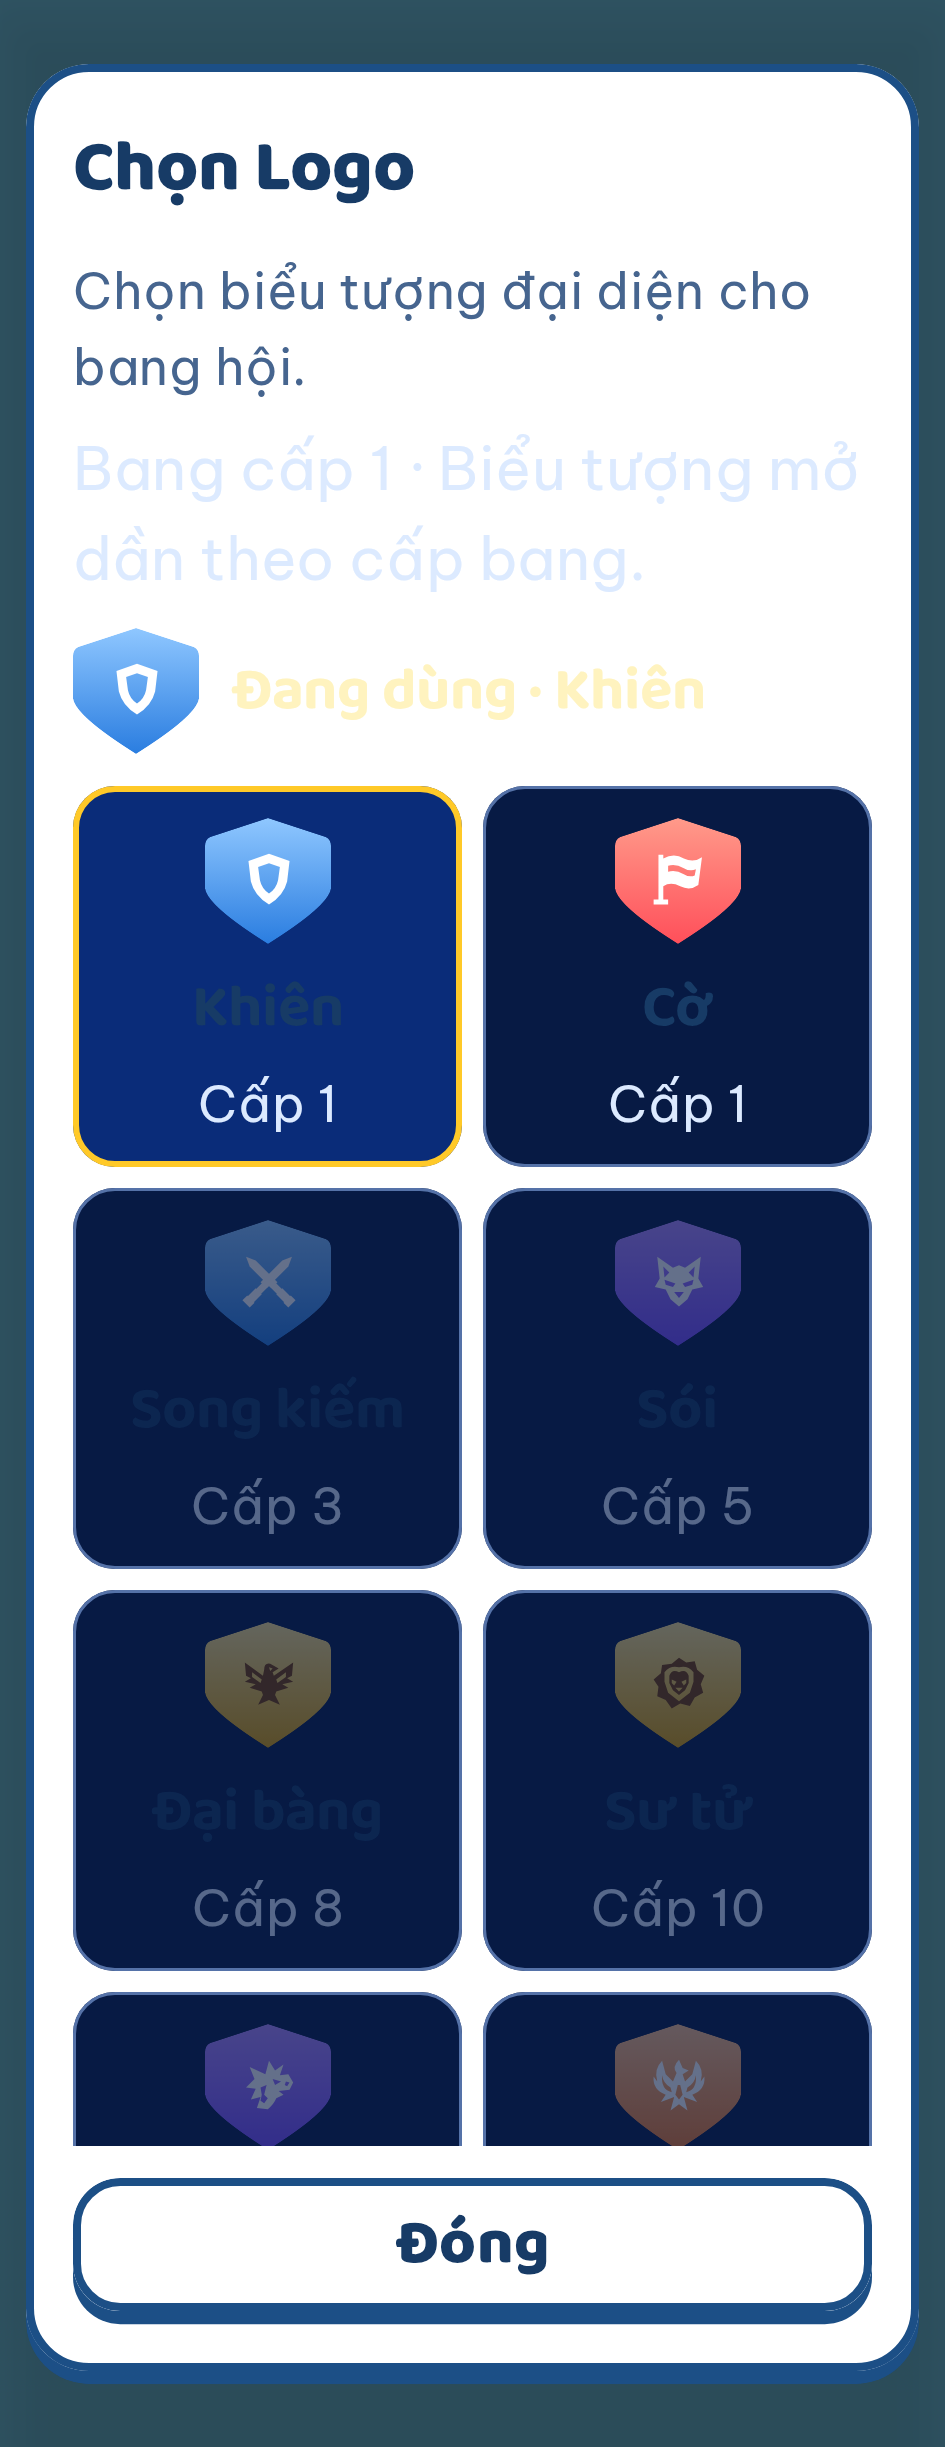 Chọn Logo
Chọn biểu tượng đại diện cho
bang hội.
Bang cấp 1 · Biểu tượng mở
dần theo cấp bang.
Đang dùng · Khiên
Khiên
Cấp 1
Cờ
Cấp 1
Song kiếm
Cấp 3
Sói
Cấp 5
Đại bàng
Cấp 8
Sư tử
Cấp 10
Đóng